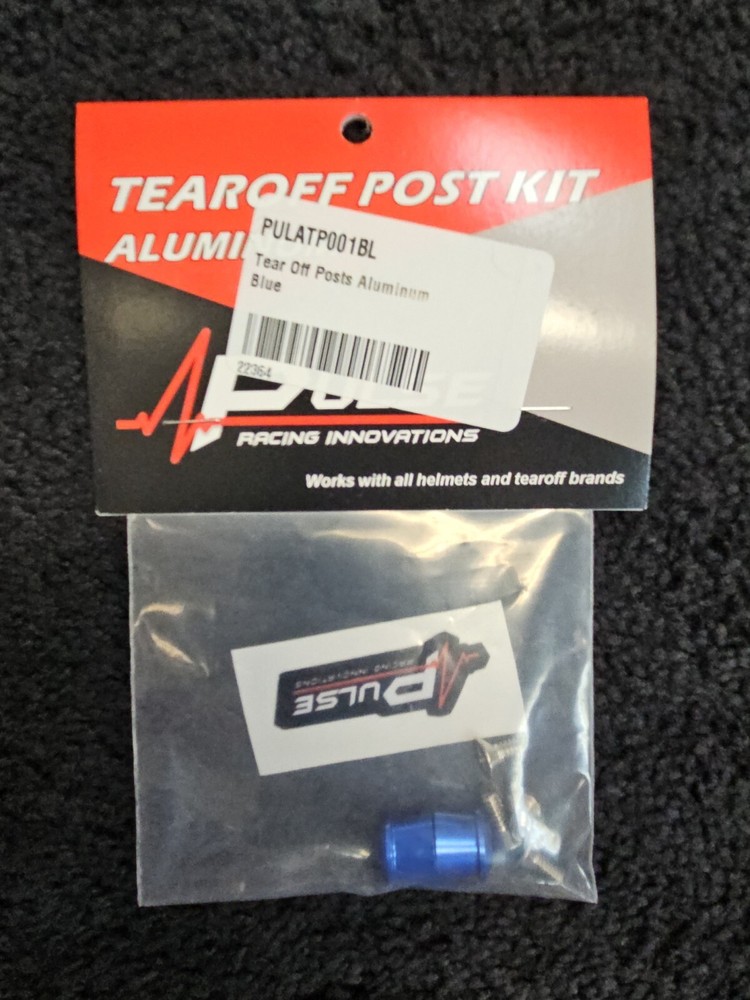 TEAROFF POST KIT
ALUMIN
PULATP001BL
Tear Off Posts Aluminum
Blue
22364
PULSE
RACING INNOVATIONS
Works with all helmets and tearoff brands
PULSE
RACING INNOVATIONS